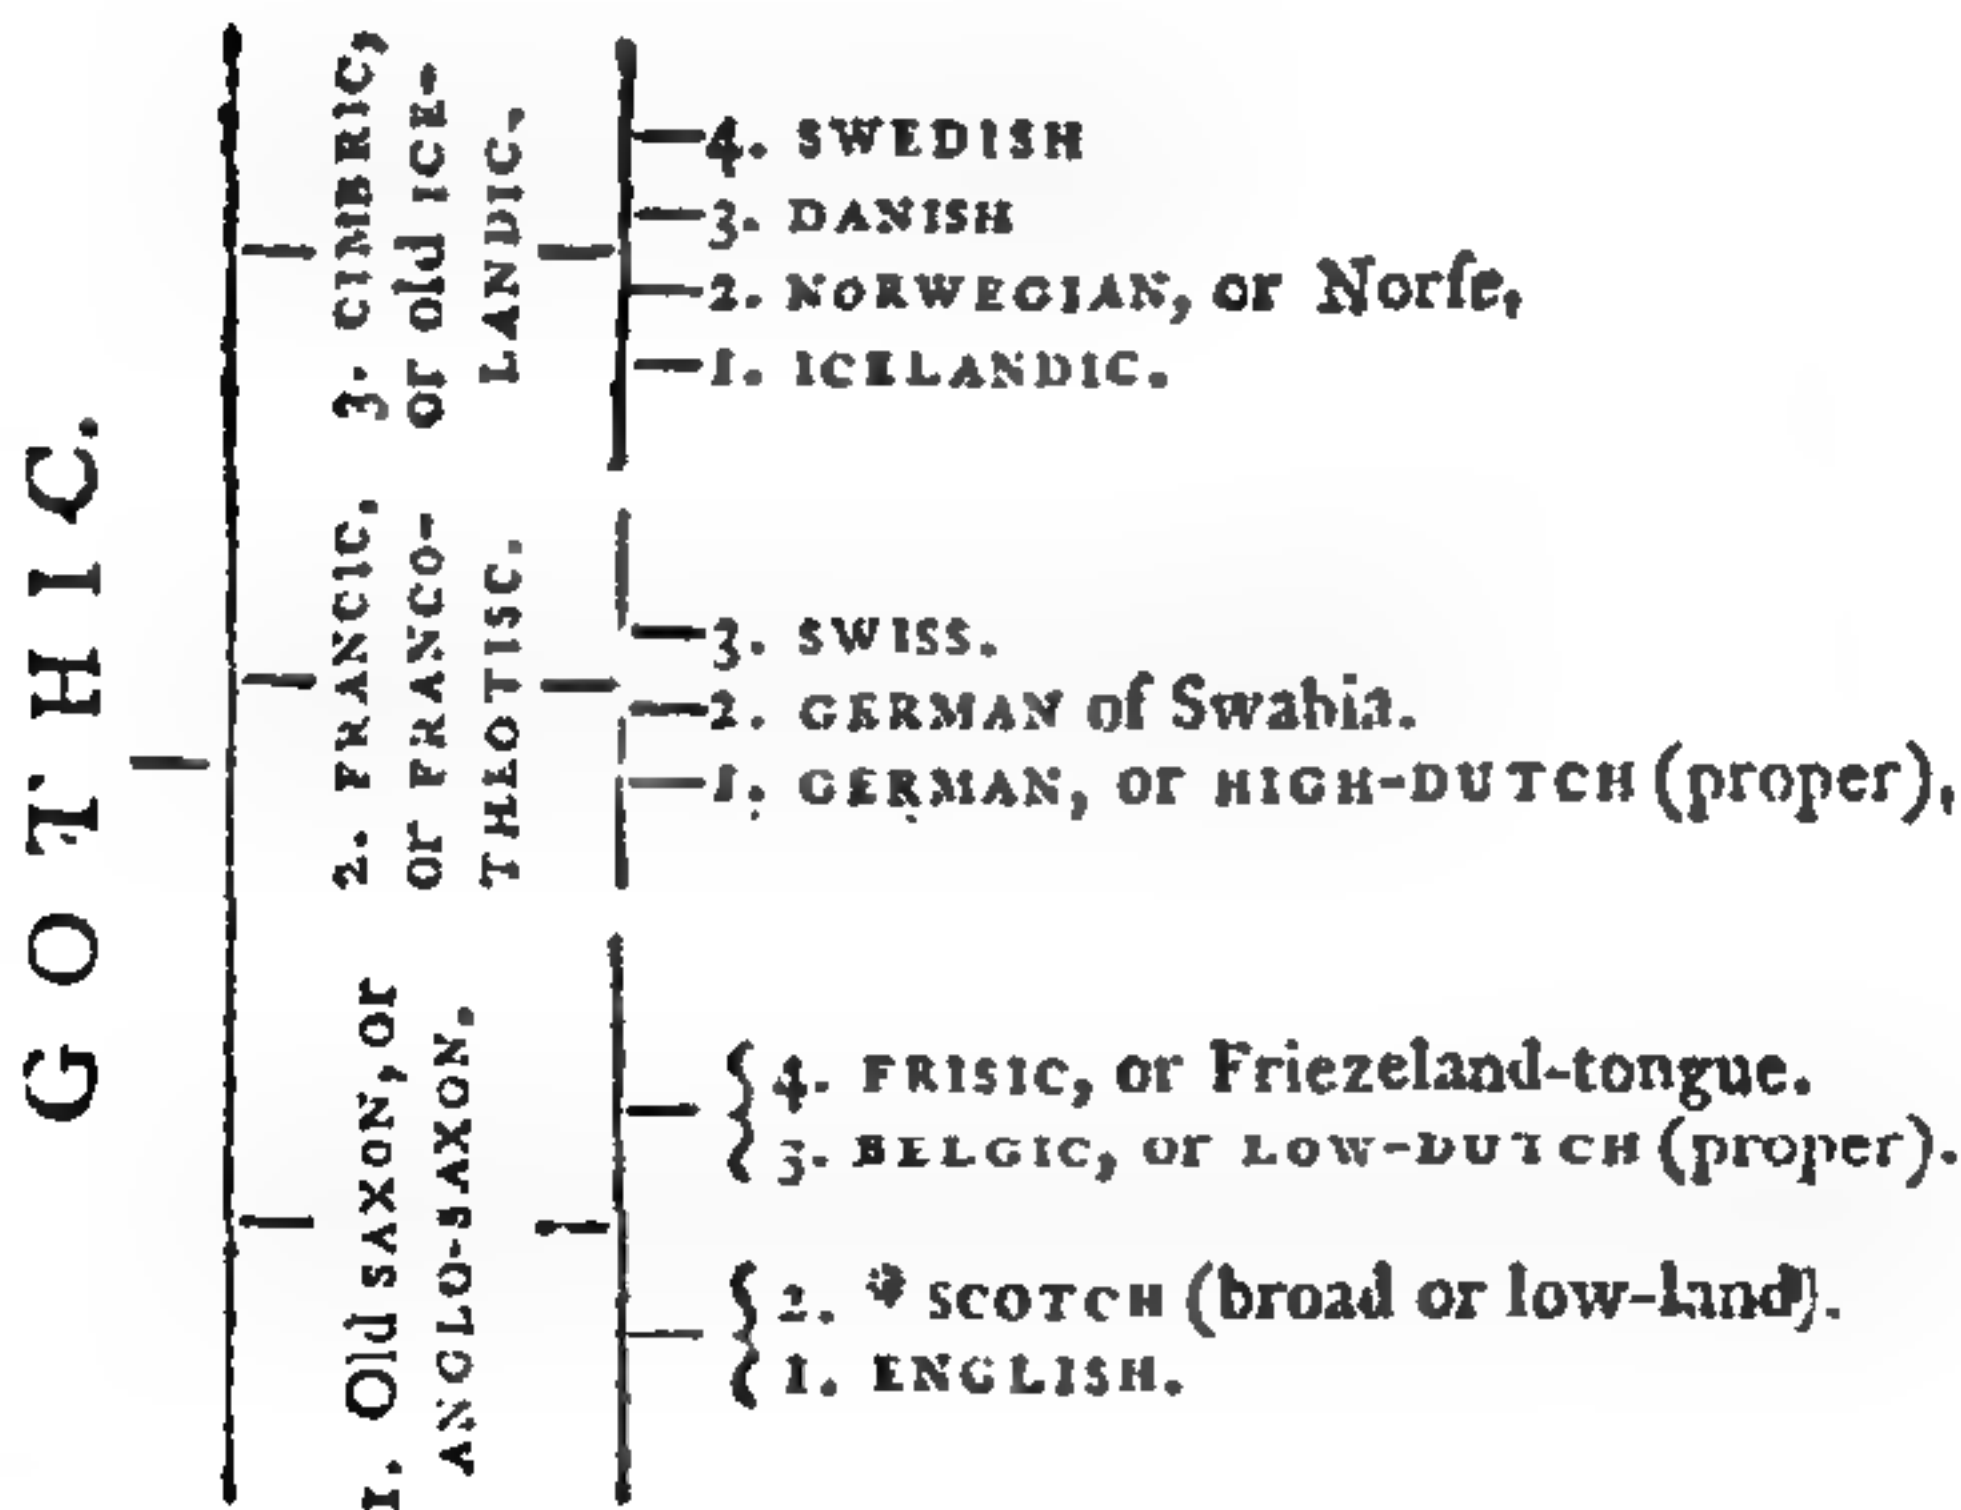 GOTHIC.
3. CIMBRIC,
or old ICE-
LANDIC.
4. SWEDISH
3. DANISH
2. NORWEGIAN, or Norſe,
1. ICELANDIC.
2. FRANCIC,
or FRANCO-
THEOTISC.
3. SWISS.
2. GERMAN of Swabia.
1. GERMAN, or HIGH-DUTCH (proper),
1. Old SAXON, or
ANGLO-SAXON.
4. FRISIC, or Friezeland-tongue.
3. BELGIC, or LOW-DUTCH (proper).
2. * SCOTCH (broad or low-land).
1. ENGLISH.